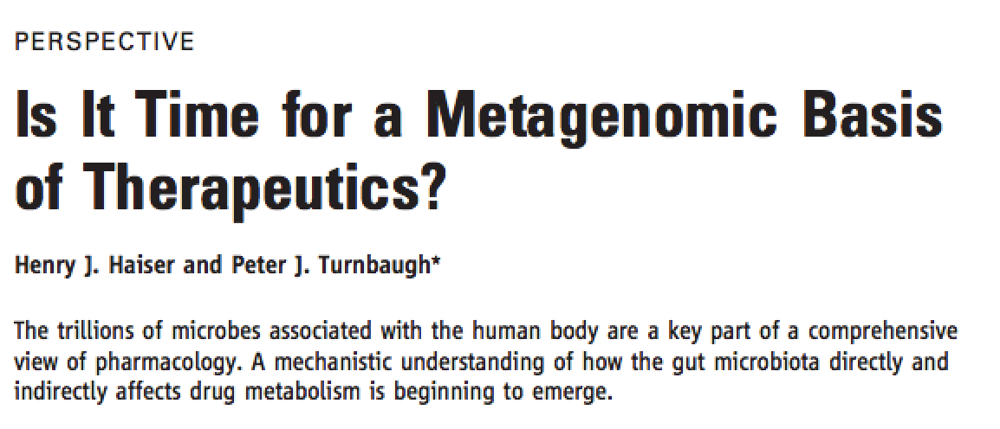 PERSPECTIVE
Is It Time for a Metagenomic Basis
of Therapeutics?
Henry J. Haiser and Peter J. Turnbaugh*
The trillions of microbes associated with the human body are a key part of a comprehensive
view of pharmacology. A mechanistic understanding of how the gut microbiota directly and
indirectly affects drug metabolism is beginning to emerge.